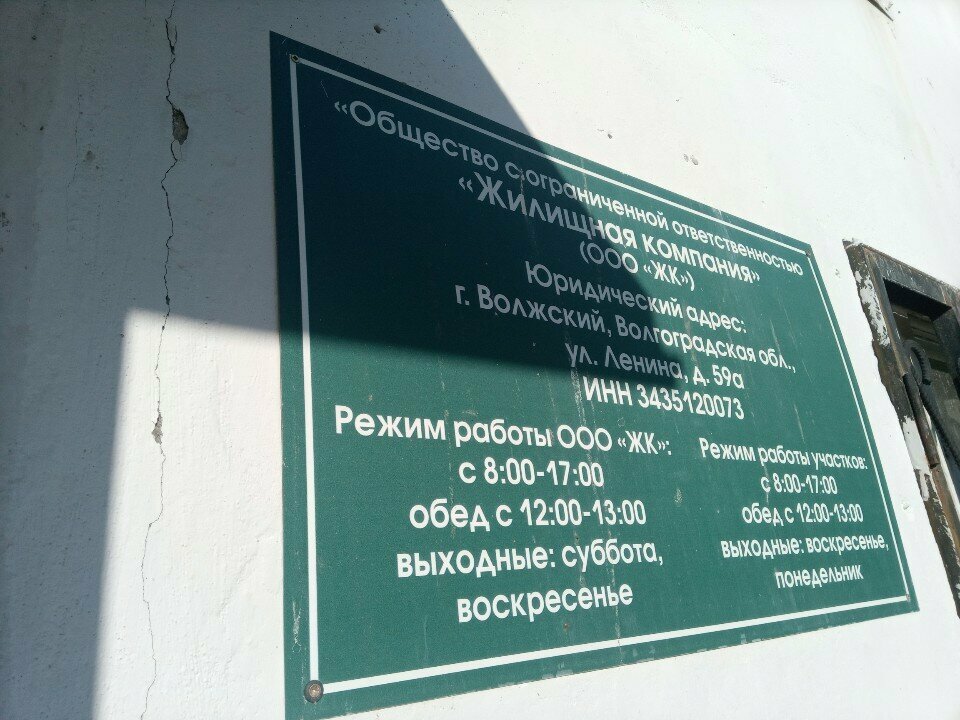 «Общество с ограниченной ответственностью
«Жилищная компания»
(ООО «ЖК»)
Юридический адрес:
г. Волжский, Волгоградская обл.,
ул. Ленина, д. 59а
ИНН 3435120073
Режим работы ООО «ЖК»:
с 8:00-17:00
обед с 12:00-13:00
выходные: суббота,
воскресенье
Режим работы участков:
с 8:00-17:00
обед с 12:00-13:00
выходные: воскресенье,
понедельник